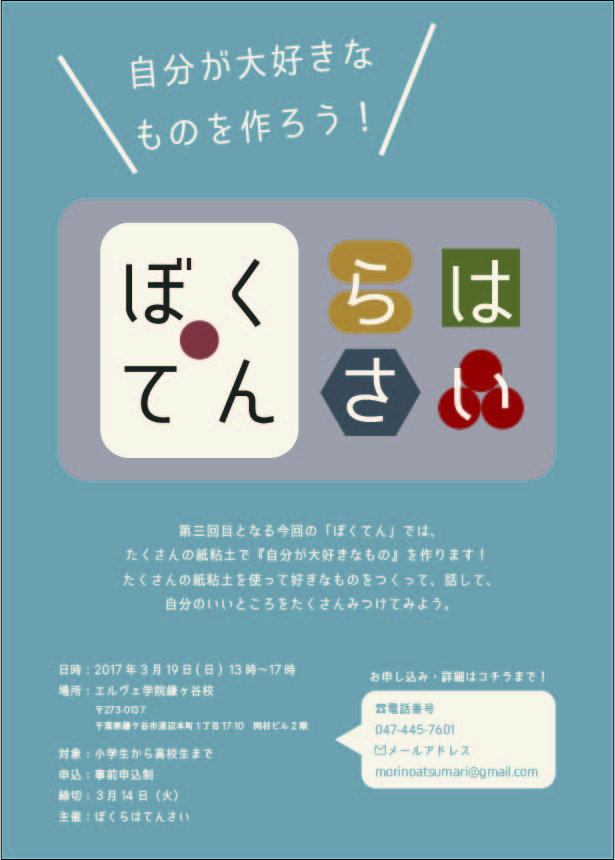 自分が大好きな
ものを作ろう！
ぼく
てん
らは
さい
第三回目となる今回の「ぼくてん」では、
たくさんの紙粘土で『自分が大好きなもの』を作ります！
たくさんの紙粘土を使って好きなものをつくって、話して、
自分のいいところをたくさんみつけてみよう。
日時：2017年3月19日(日) 13時〜17時
場所：エルヴェ学院鎌ヶ谷校
〒273-0137
千葉県鎌ケ谷市道辺本町1丁目17-10 岡村ビル2階
対象：小学生から高校生まで
申込：事前申込制
締切：3月14日（火）
主催：ぼくらはてんさい
お申し込み・詳細はコチラまで！
☎電話番号
047-445-7601
✉メールアドレス
morinoatsumari@gmail.com